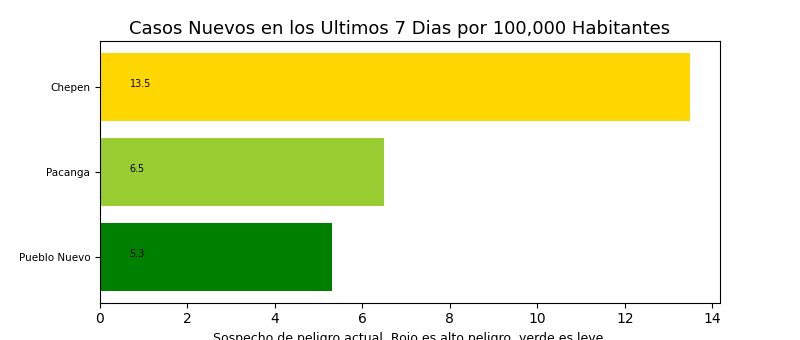 Casos Nuevos en los Ultimos 7 Dias por 100,000 Habitantes
Chepen
13.5
Pacanga
6.5
Pueblo Nuevo
5.3
0 2 4 6 8 10 12 14
Sospecho de peligro actual. Rojo es alto peligro, verde es leve